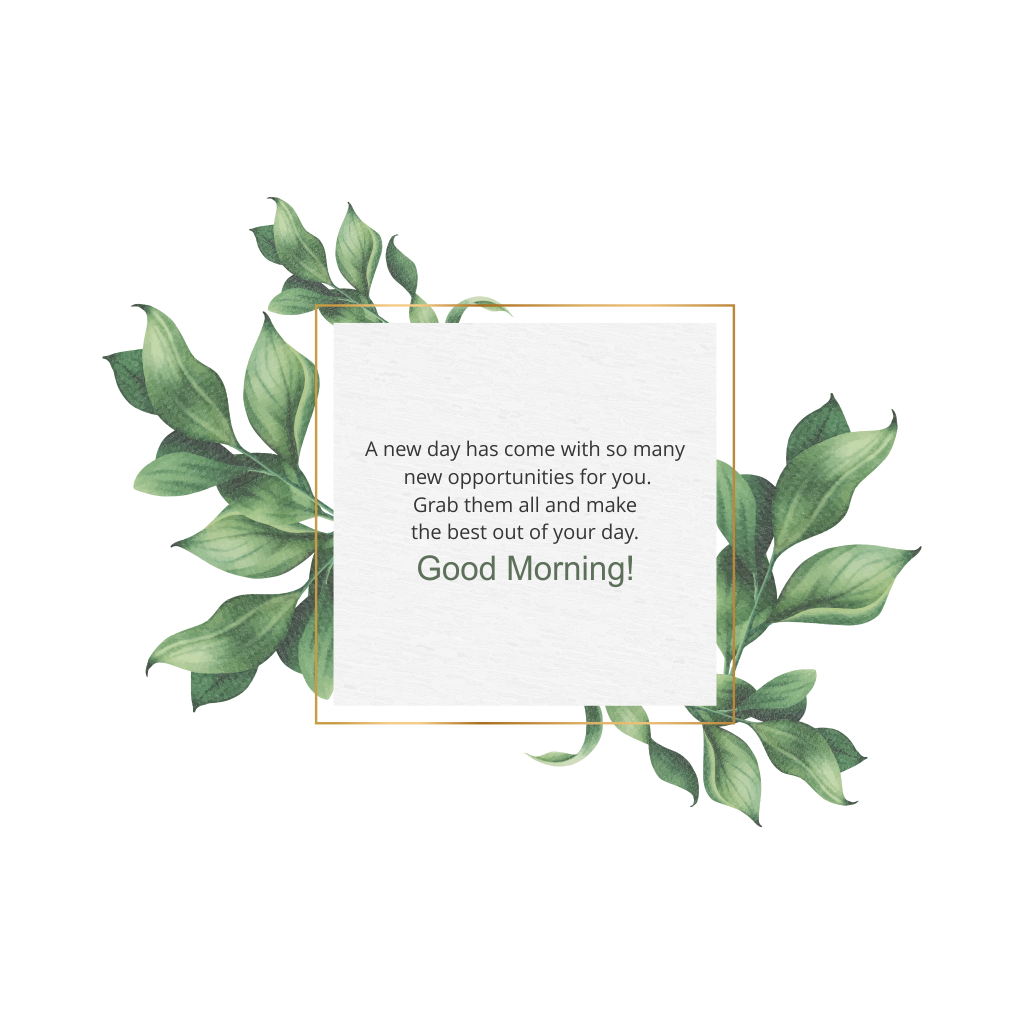 A new day has come with so many
new opportunities for you.
Grab them all and make
the best out of your day.
Good Morning!